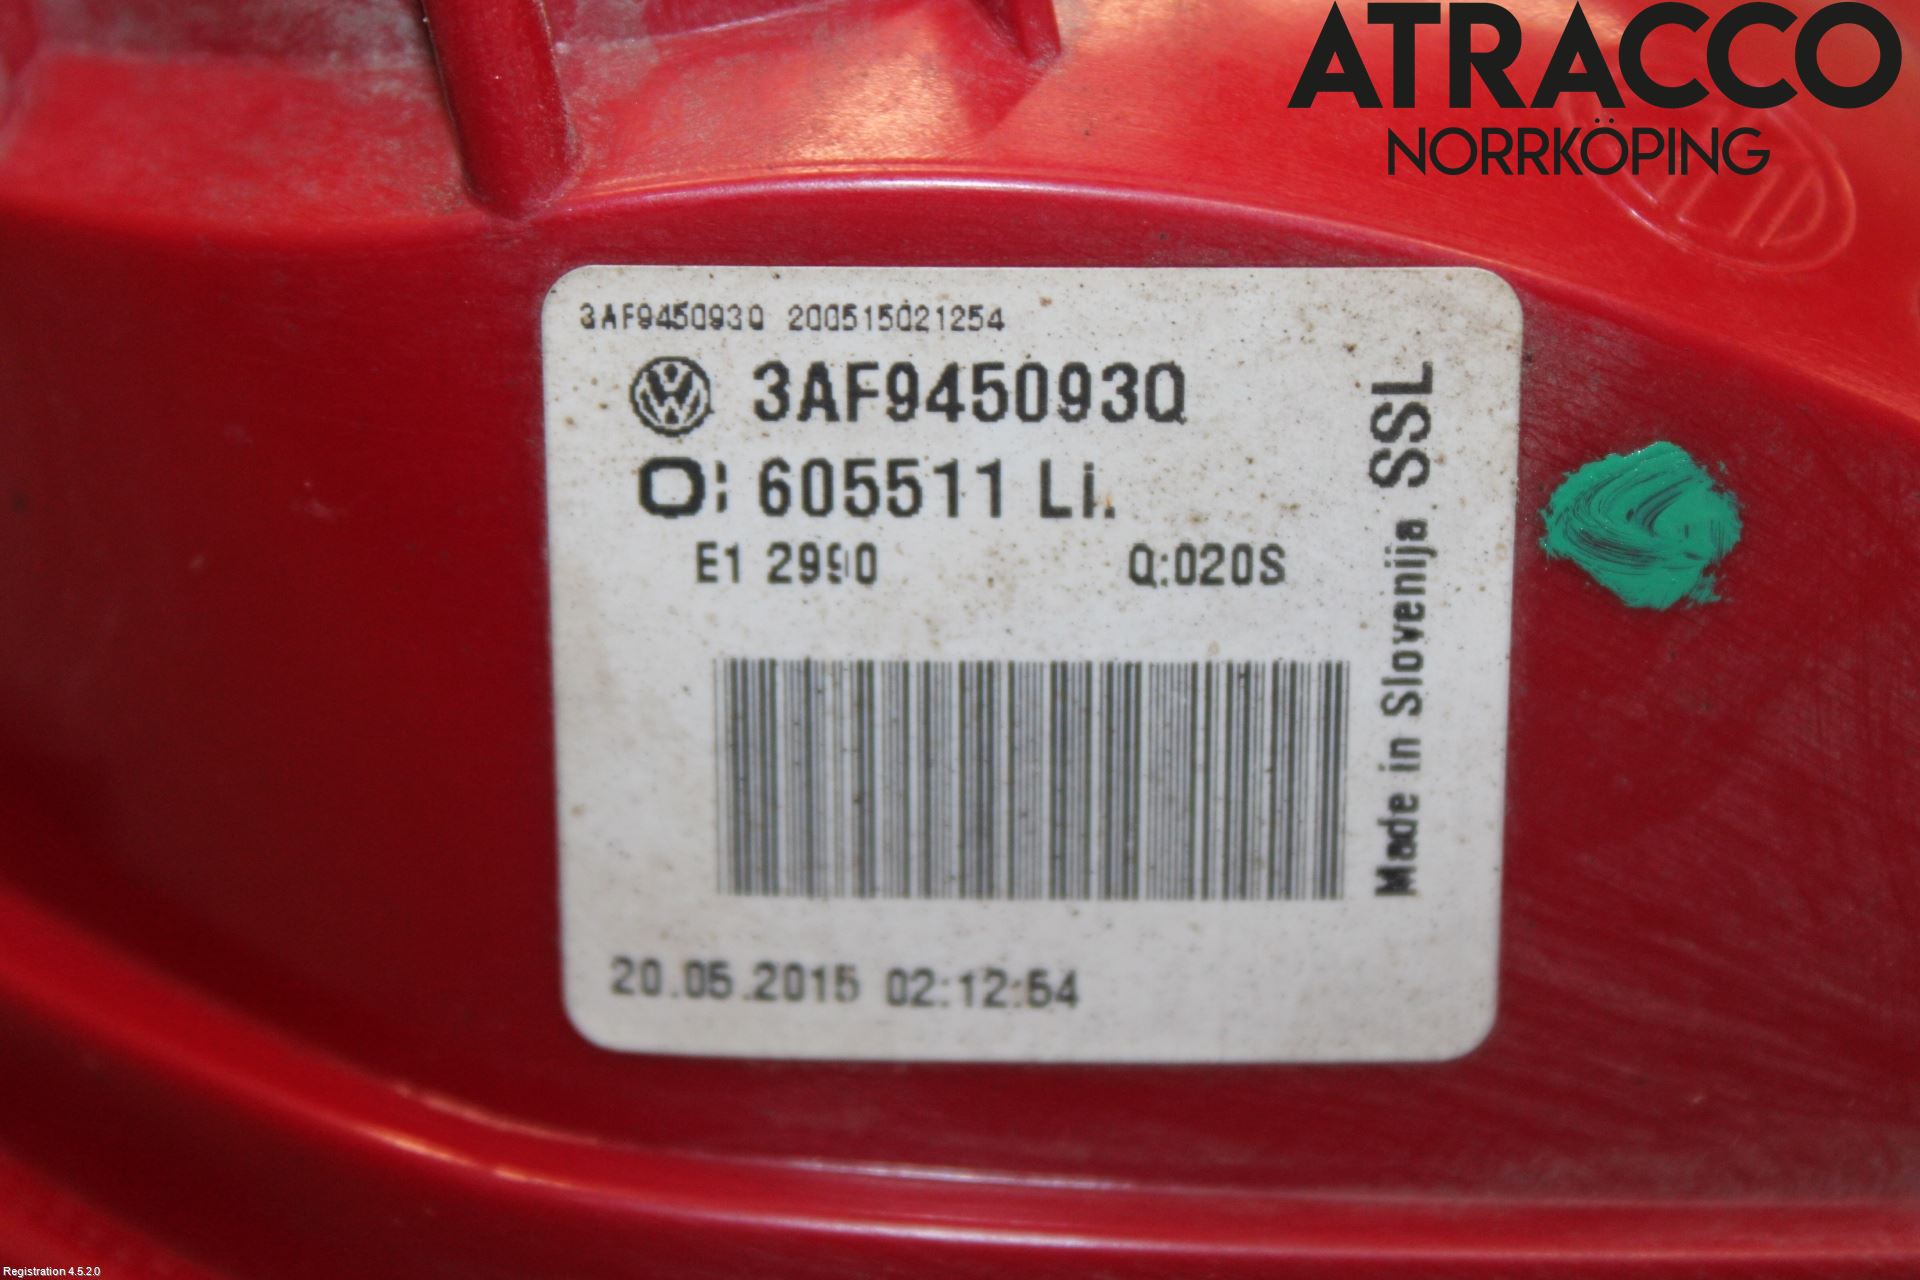 ATRACCO
NORRKÖPING
3AF945093Q 200515021254
3AF945093Q
O: 605511 Li.
E1 2990
Q:020S
Made in Slovenija SSL
20.05.2015 02:12:54
Registration 4.5.2.0